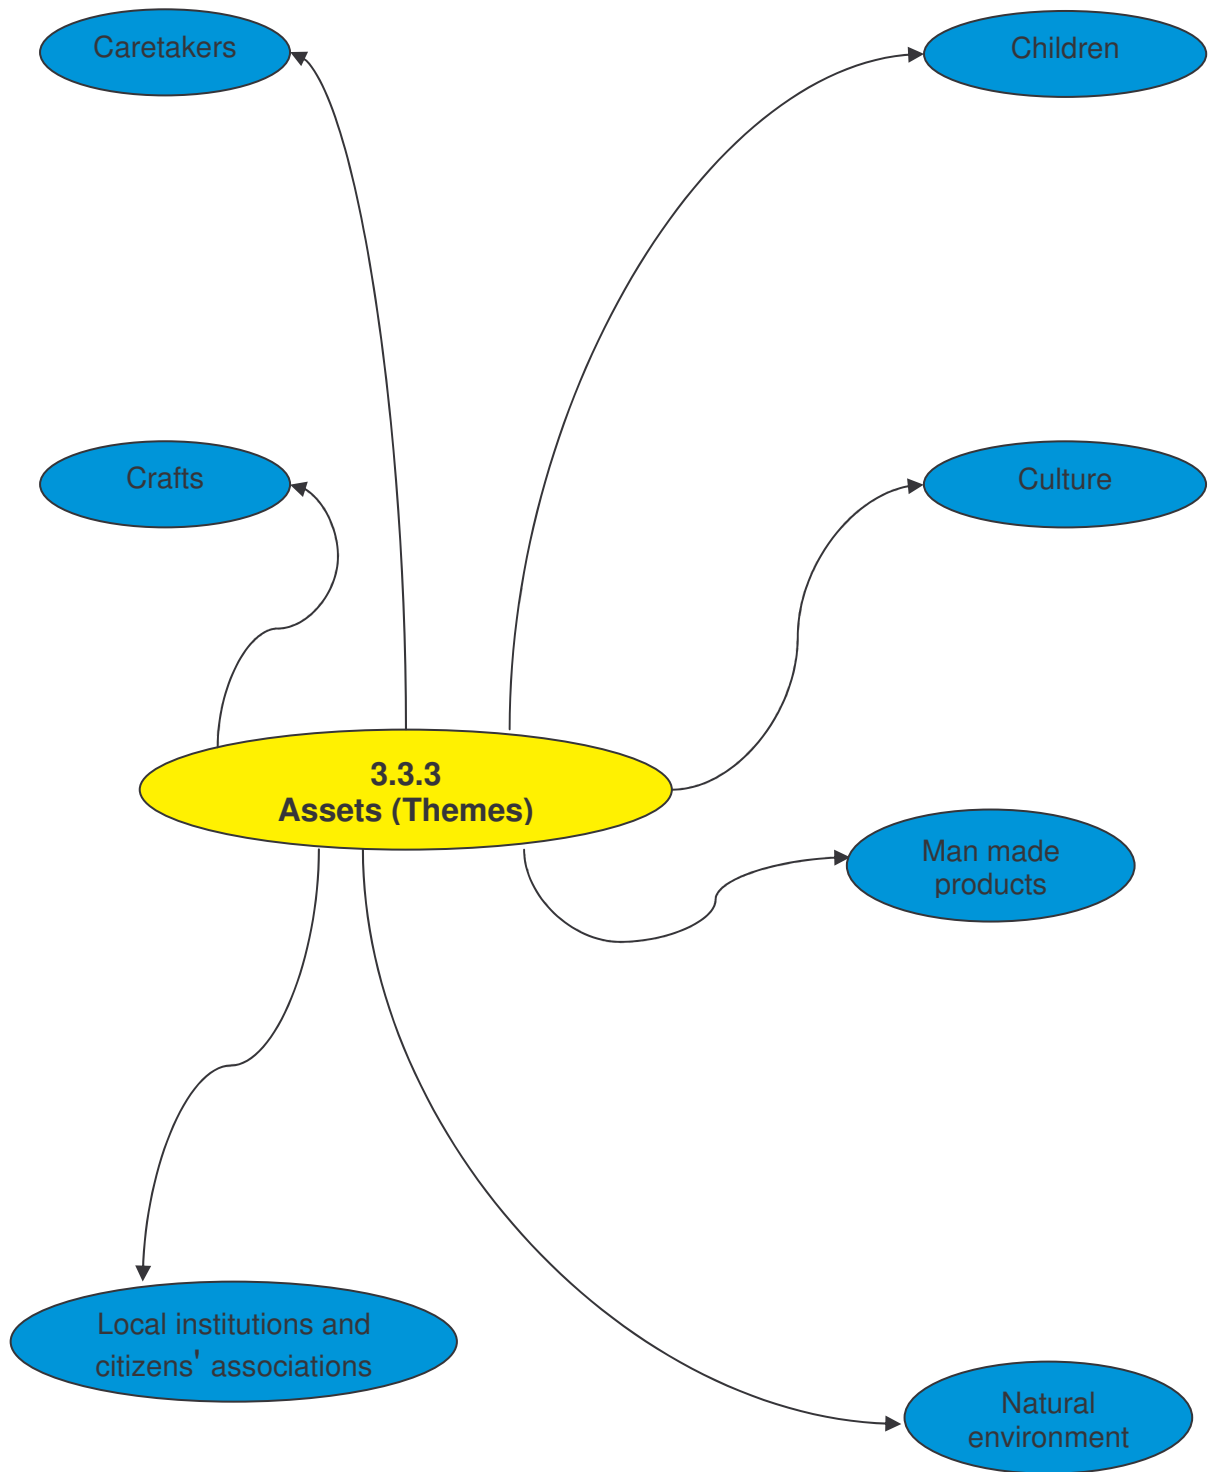 Caretakers
Children
Crafts
Culture
3.3.3
Assets (Themes)
Man made
products
Local institutions and
citizens' associations
Natural
environment